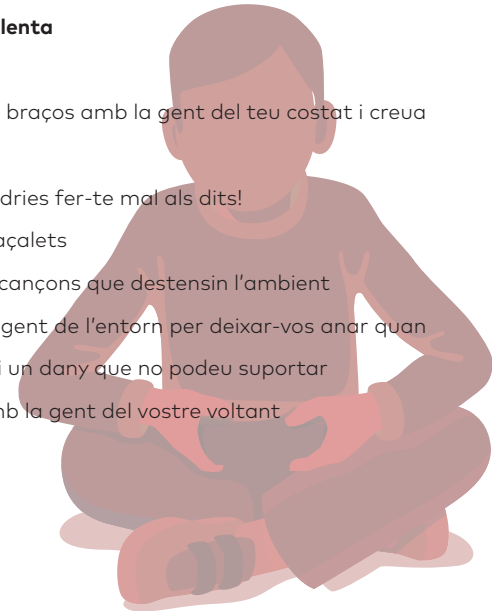 lenta
braços amb la gent del teu costat i creua
dries fer-te mal als dits!
açalets
cançons que destensin l’ambient
gent de l’entorn per deixar-vos anar quan
i un dany que no podeu suportar
nb la gent del vostre voltant